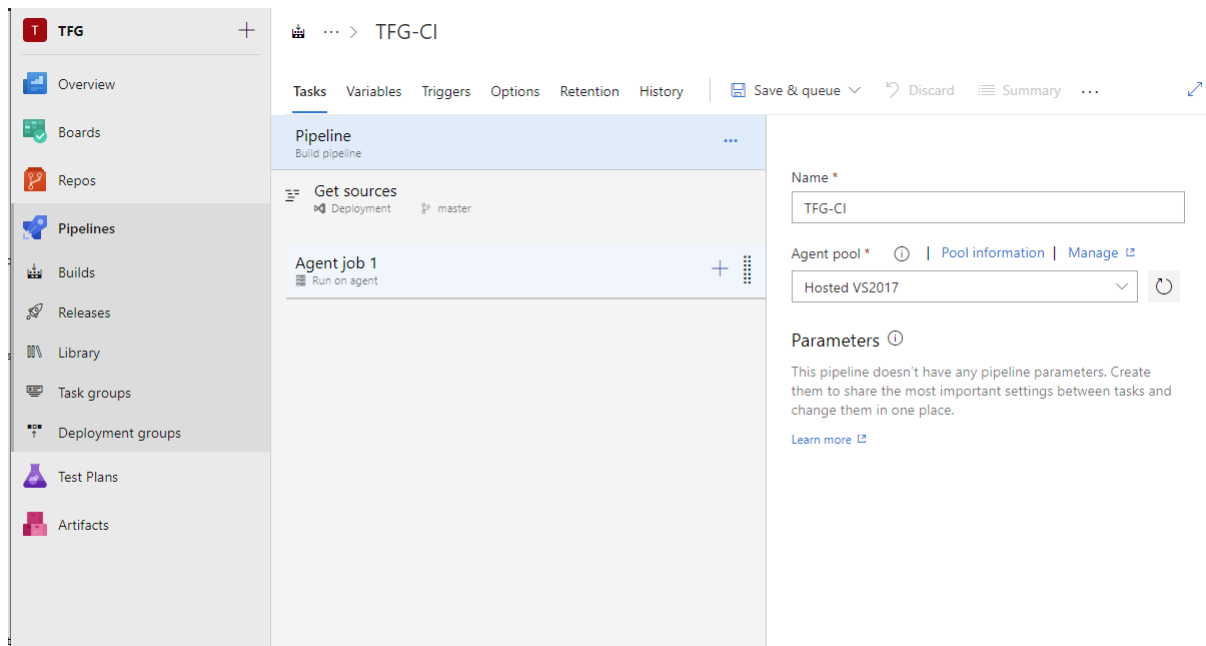 T TFG
TFG-CI
Overview
Boards
Repos
Pipelines
Builds
Releases
Library
Task groups
Deployment groups
Test Plans
Artifacts
Tasks Variables Triggers Options Retention History Save & queue Discard Summary
Pipeline
Build pipeline
Get sources
Deployment master
Agent job 1
Run on agent
Name *
TFG-CI
Agent pool * | Pool information | Manage
Hosted VS2017
Parameters
This pipeline doesn't have any pipeline parameters. Create
them to share the most important settings between tasks and
change them in one place.
Learn more